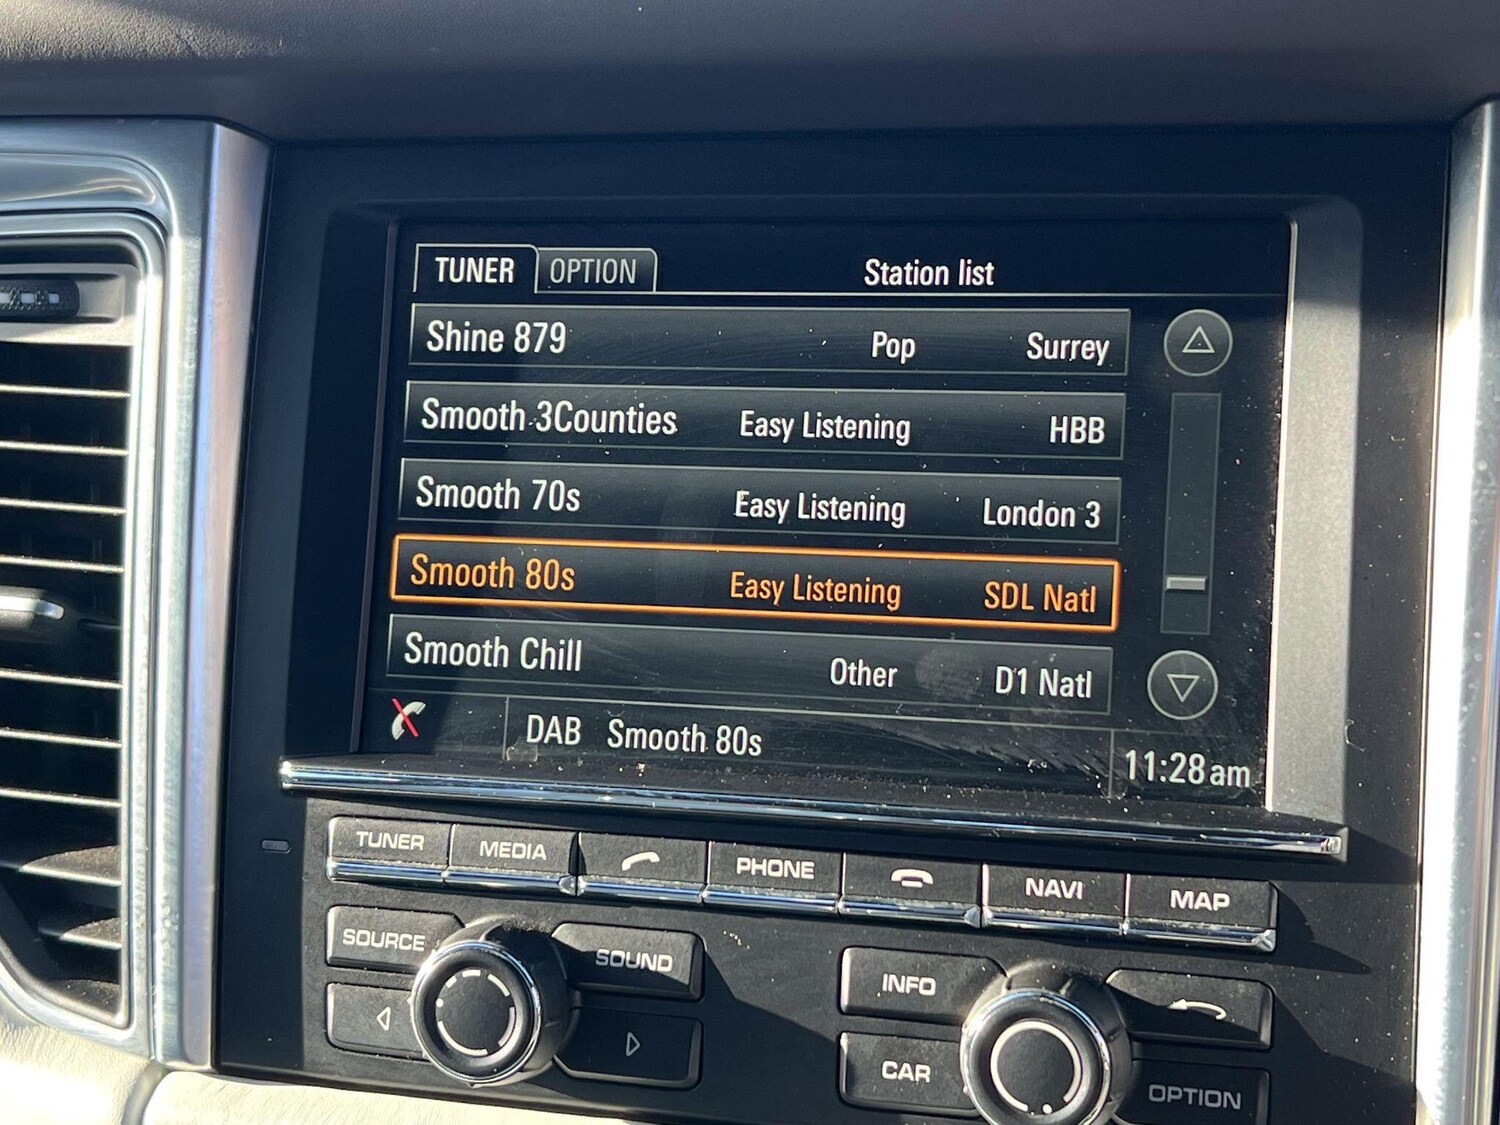 TUNER OPTION Station list
Shine 879 Pop Surrey
Smooth 3Counties Easy Listening HBB
Smooth 70s Easy Listening London 3
Smooth 80s Easy Listening SDL Natl
Smooth Chill Other D1 Natl
DAB Smooth 80s 11:28am
TUNER MEDIA PHONE NAVI MAP
SOURCE SOUND INFO
CAR OPTION